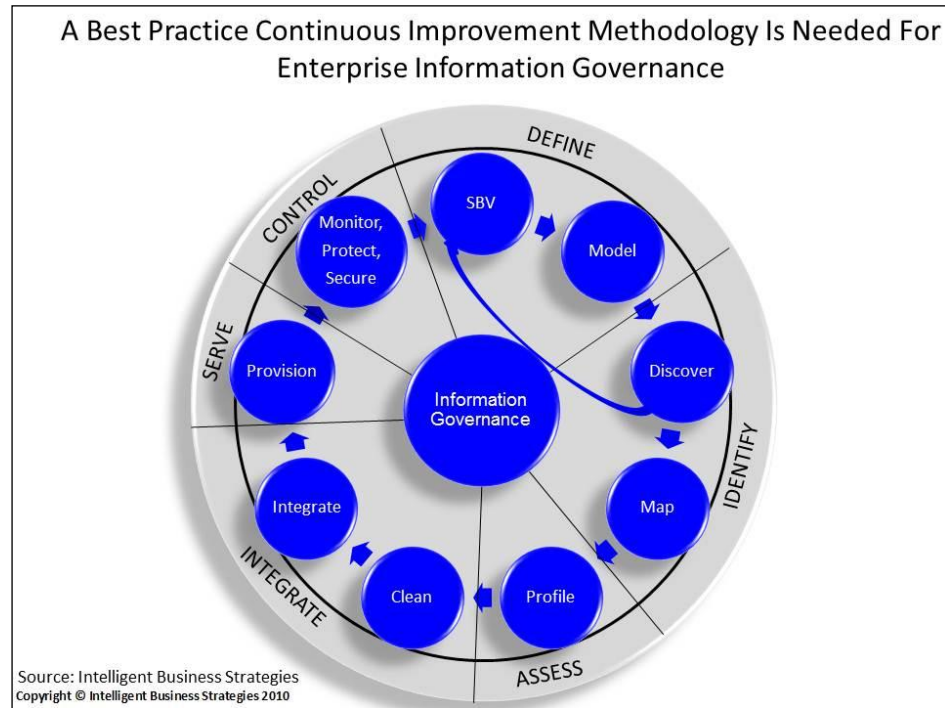 A Best Practice Continuous Improvement Methodology Is Needed For
Enterprise Information Governance
DEFINE
SBV
Model
IDENTIFY
Discover
Map
ASSESS
Profile
INTEGRATE
Clean
Integrate
SERVE
Provision
CONTROL
Monitor,
Protect,
Secure
Information
Governance
Source: Intelligent Business Strategies
Copyright © Intelligent Business Strategies 2010